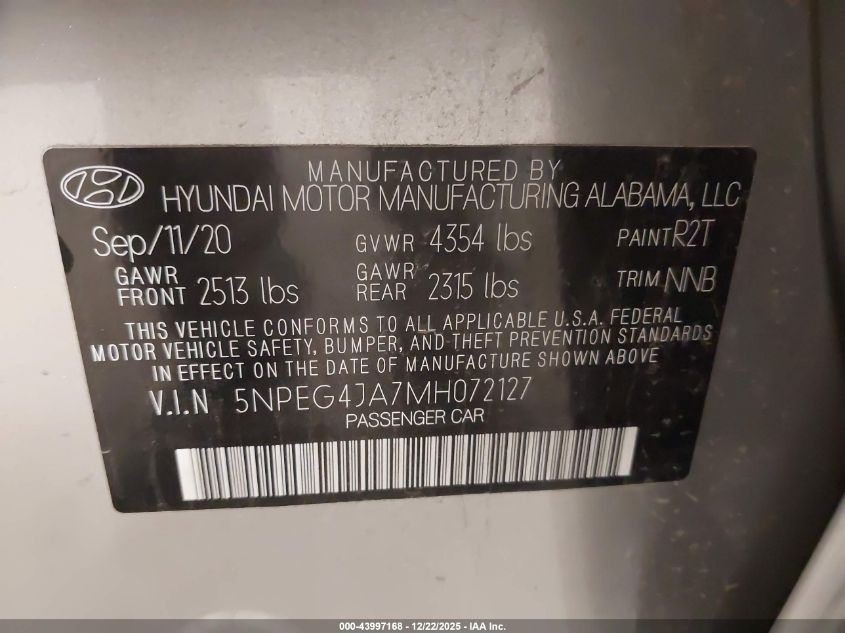 MANUFACTURED BY
HYUNDAI MOTOR MANUFACTURING ALABAMA, LLC
Sep/11/20 GVWR 4354 lbs PAINT R2T
GAWR FRONT 2513 lbs GAWR REAR 2315 lbs TRIM NNB
THIS VEHICLE CONFORMS TO ALL APPLICABLE U.S.A. FEDERAL
MOTOR VEHICLE SAFETY, BUMPER, AND THEFT PREVENTION STANDARDS
IN EFFECT ON THE DATE OF MANUFACTURE SHOWN ABOVE
V.I.N 5NPEG4JA7MH072127
PASSENGER CAR
000-43997168 - 12/22/2025 - IAA Inc.